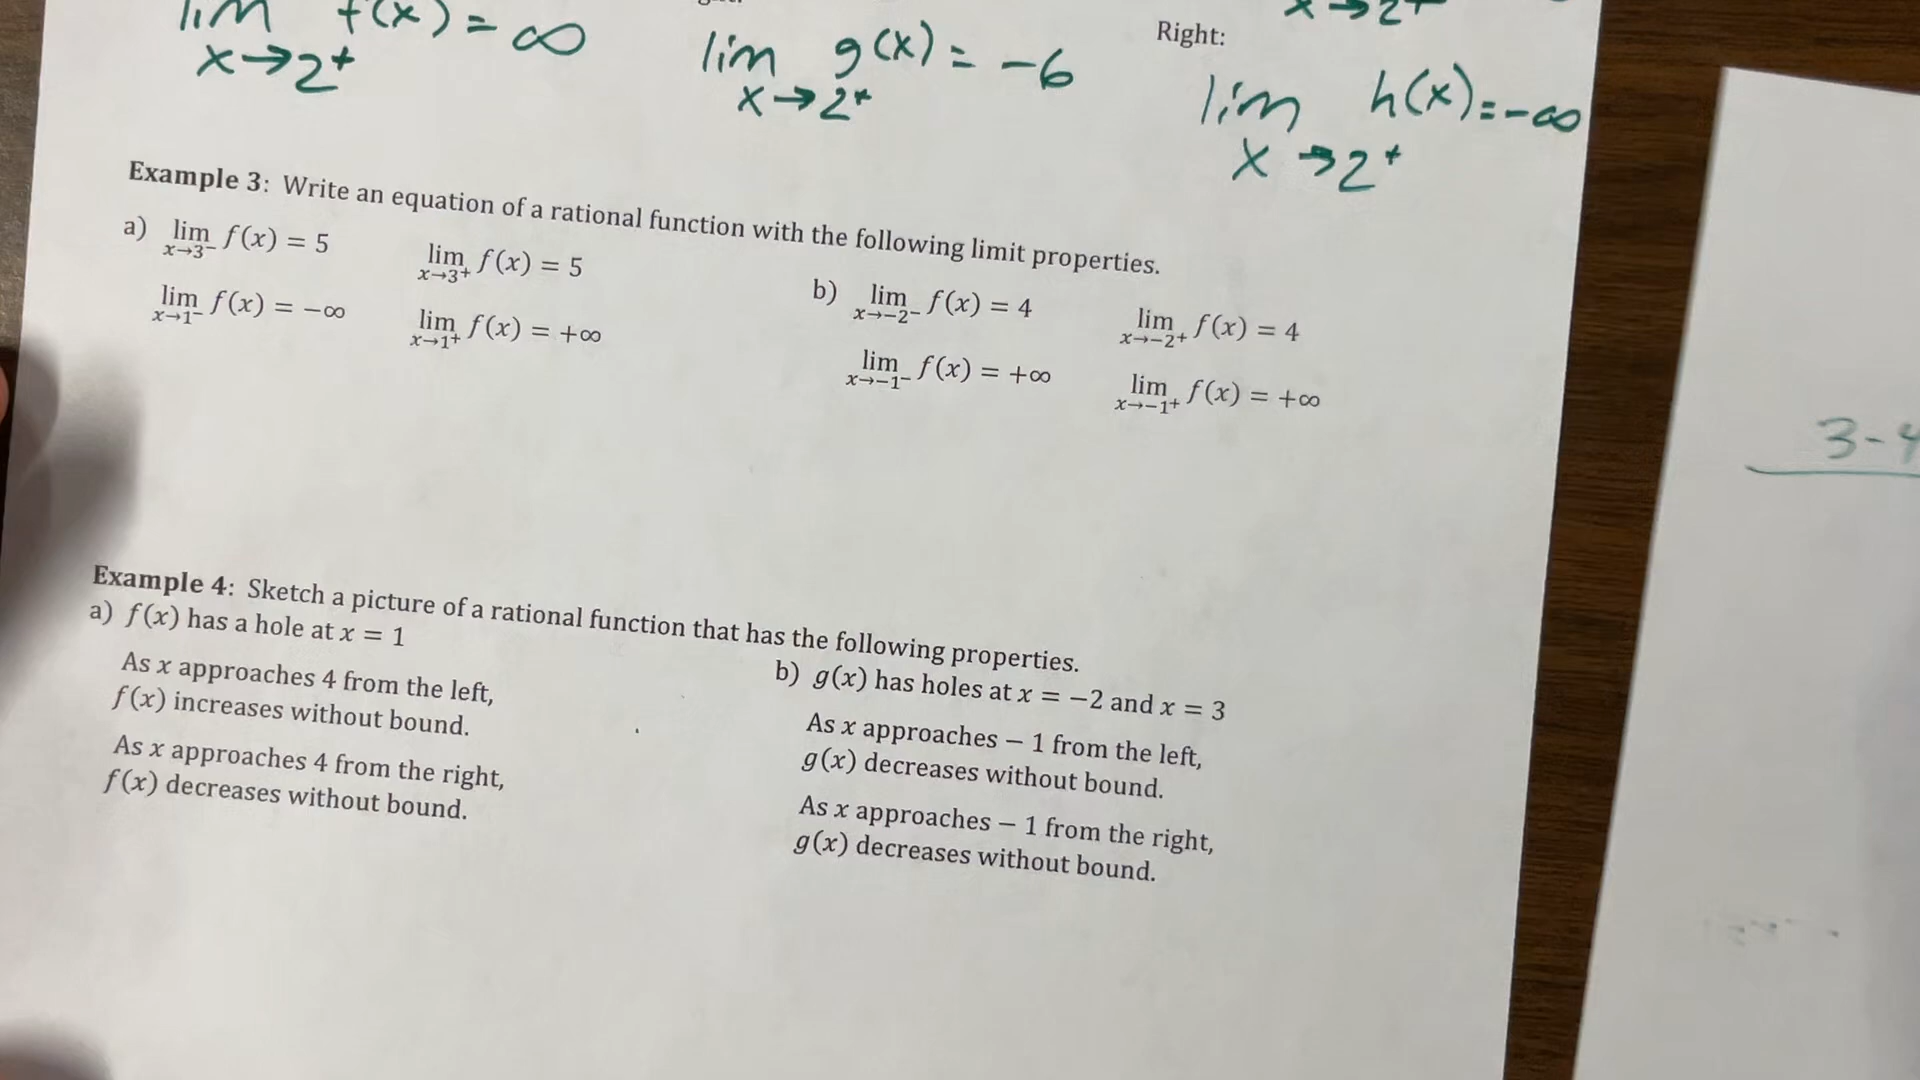 lim f(x) = ∞
x→2⁺
lim g(x) = -6
x→2⁺
x→2⁺
Right:
lim h(x) = -∞
x→2⁺
Example 3: Write an equation of a rational function with the following limit properties.
a) lim f(x) = 5
x→3⁻
lim f(x) = 5
x→3⁺
lim f(x) = −∞
x→1⁻
lim f(x) = +∞
x→1⁺
b) lim f(x) = 4
x→−2⁻
lim f(x) = 4
x→−2⁺
lim f(x) = +∞
x→−1⁻
lim f(x) = +∞
x→−1⁺
Example 4: Sketch a picture of a rational function that has the following properties.
a) f(x) has a hole at x = 1
As x approaches 4 from the left,
f(x) increases without bound.
As x approaches 4 from the right,
f(x) decreases without bound.
b) g(x) has holes at x = −2 and x = 3
As x approaches − 1 from the left,
g(x) decreases without bound.
As x approaches − 1 from the right,
g(x) decreases without bound.
3-4